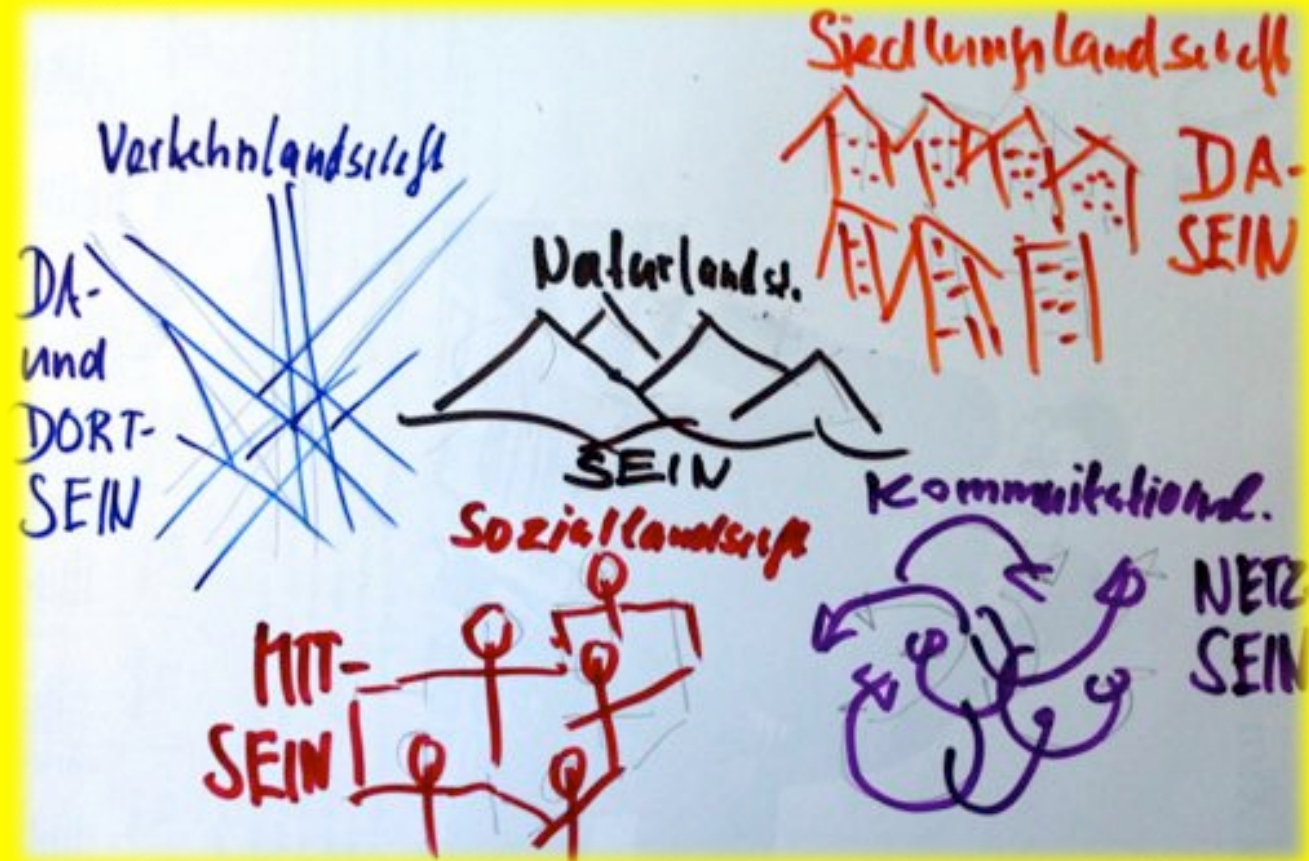 Siedlungslandschaft
DA-
SEIN
Verkehrslandschaft
DA-
und
DORT-
SEIN
Naturlandsch.
SEIN
Soziallandschaft
MIT-
SEIN
Kommunikationsl.
NETZ
SEIN